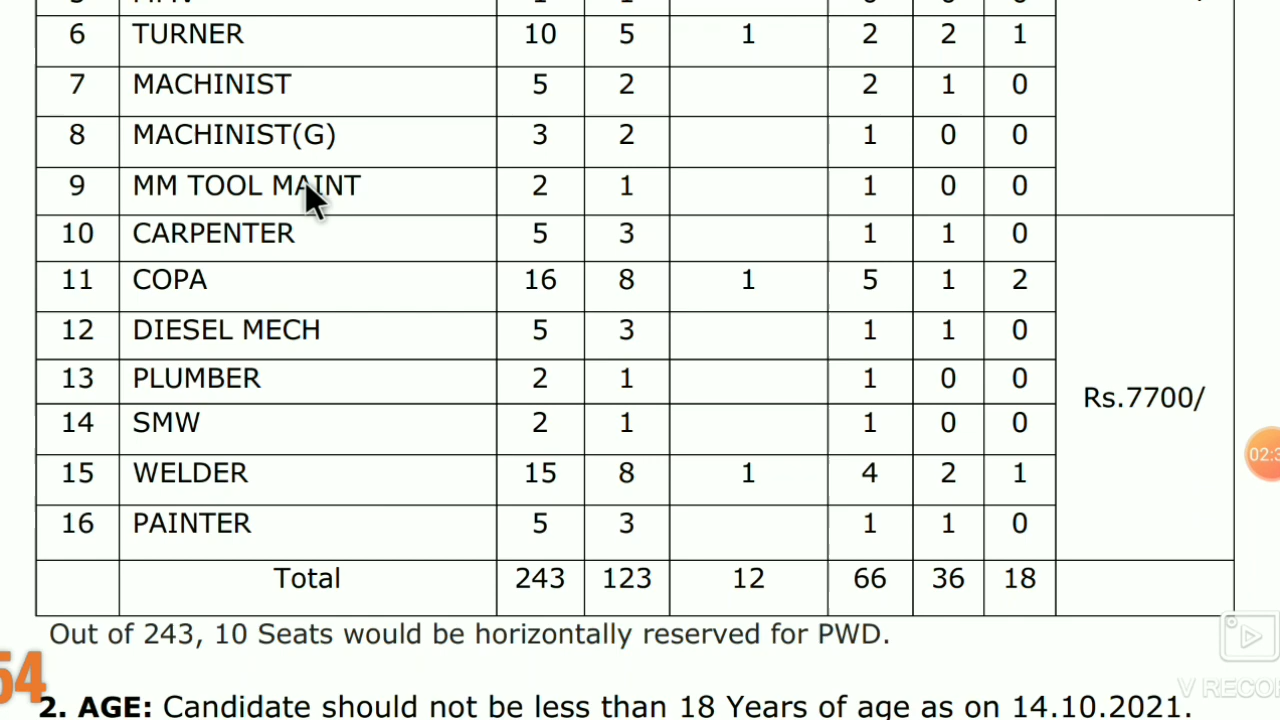 6 TURNER 10 5 1 2 2 1
7 MACHINIST 5 2 2 1 0
8 MACHINIST(G) 3 2 1 0 0
9 MM TOOL MAINT 2 1 1 0 0
10 CARPENTER 5 3 1 1 0
11 COPA 16 8 1 5 1 2
12 DIESEL MECH 5 3 1 1 0
13 PLUMBER 2 1 1 0 0
Rs.7700/
14 SMW 2 1 1 0 0
15 WELDER 15 8 1 4 2 1
16 PAINTER 5 3 1 1 0
Total 243 123 12 66 36 18
Out of 243, 10 Seats would be horizontally reserved for PWD.
54
V RECOR
2. AGE: Candidate should not be less than 18 Years of age as on 14.10.2021.